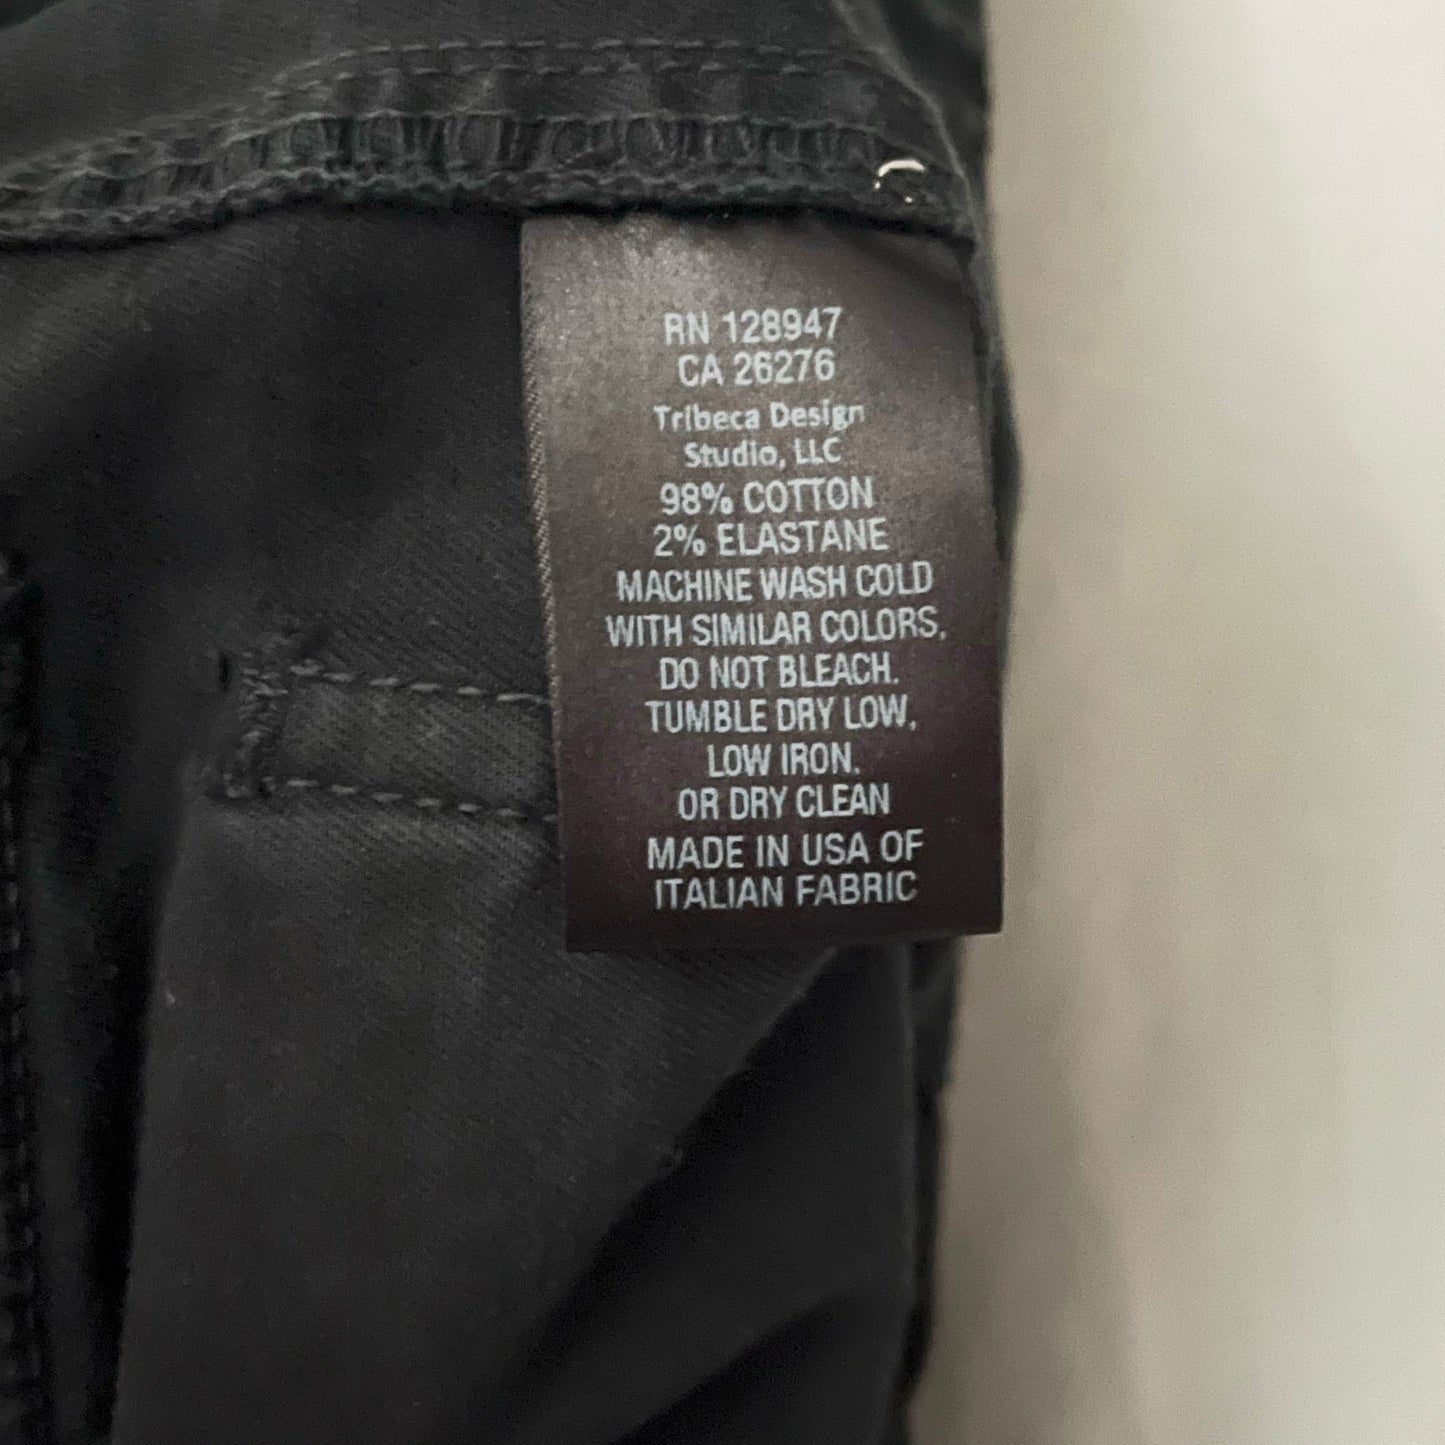 RN 128947
CA 26276
Tribeca Design
Studio, LLC
98% COTTON
2% ELASTANE
MACHINE WASH COLD
WITH SIMILAR COLORS.
DO NOT BLEACH.
TUMBLE DRY LOW,
LOW IRON.
OR DRY CLEAN
MADE IN USA OF
ITALIAN FABRIC